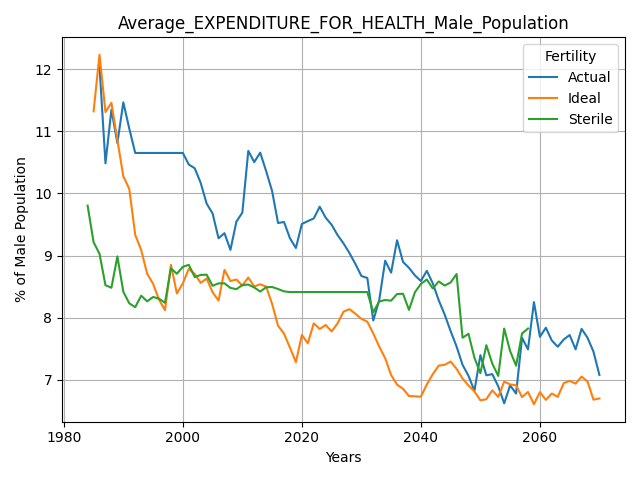 Average_EXPENDITURE_FOR_HEALTH_Male_Population
Fertility
Actual
Ideal
Sterile
% of Male Population
12
11
10
9
8
7
1980
2000
2020
2040
2060
Years